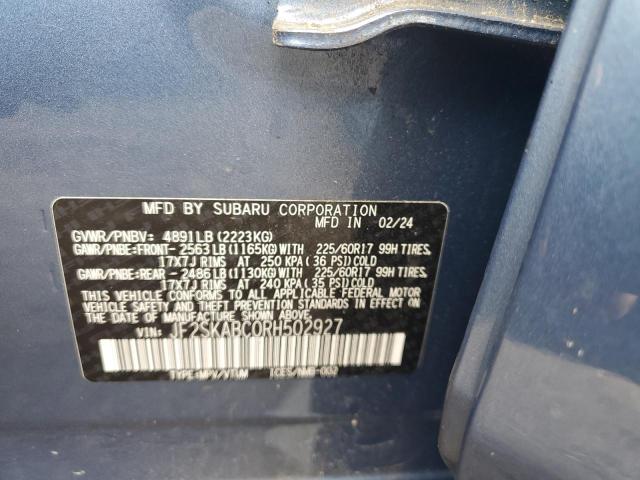 MFD BY SUBARU CORPORATION
MFD IN 02/24
GVWR/PNBV: 4891LB (2223KG)
GAWR/PNBE:FRONT- 2563LB(1165KG)WITH 225/60R17 99H TIRES,
17X7J RIMS AT 250 KPA (36 PSI)COLD
GAWR/PNBE:REAR - 2486LB(1130KG)WITH 225/60R17 99H TIRES,
17X7J RIMS AT 240 KPA (35 PSI)COLD
THIS VEHICLE CONFORMS TO ALL APPLICABLE FEDERAL MOTOR
VEHICLE SAFETY AND THEFT PREVENTION STANDARDS IN EFFECT ON
THE DATE OF MANUFACTURE SHOWN ABOVE.
VIN: JF2SKABC0RH502927
TYPE:MPV/VTUM ICES/NMB-002